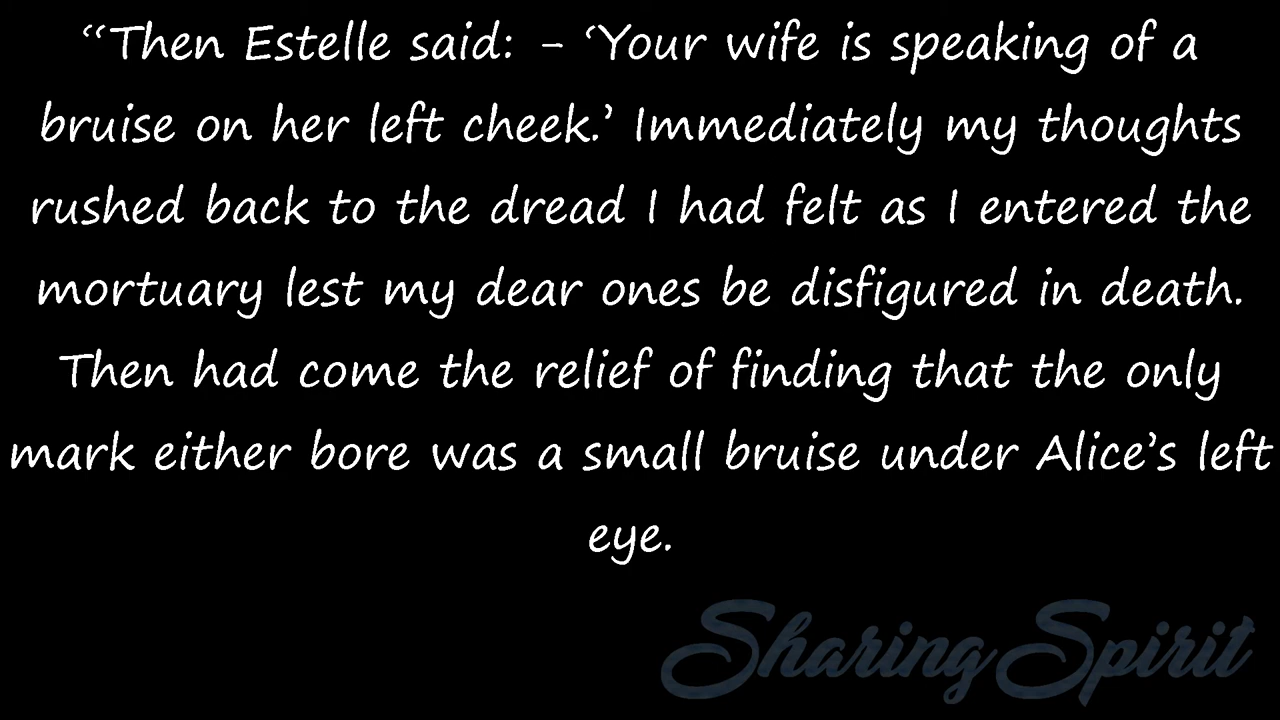 “Then Estelle said: – ‘Your wife is speaking of a
bruise on her left cheek.’ Immediately my thoughts
rushed back to the dread I had felt as I entered the
mortuary lest my dear ones be disfigured in death.
Then had come the relief of finding that the only
mark either bore was a small bruise under Alice’s left
eye.
Sharing Spirit